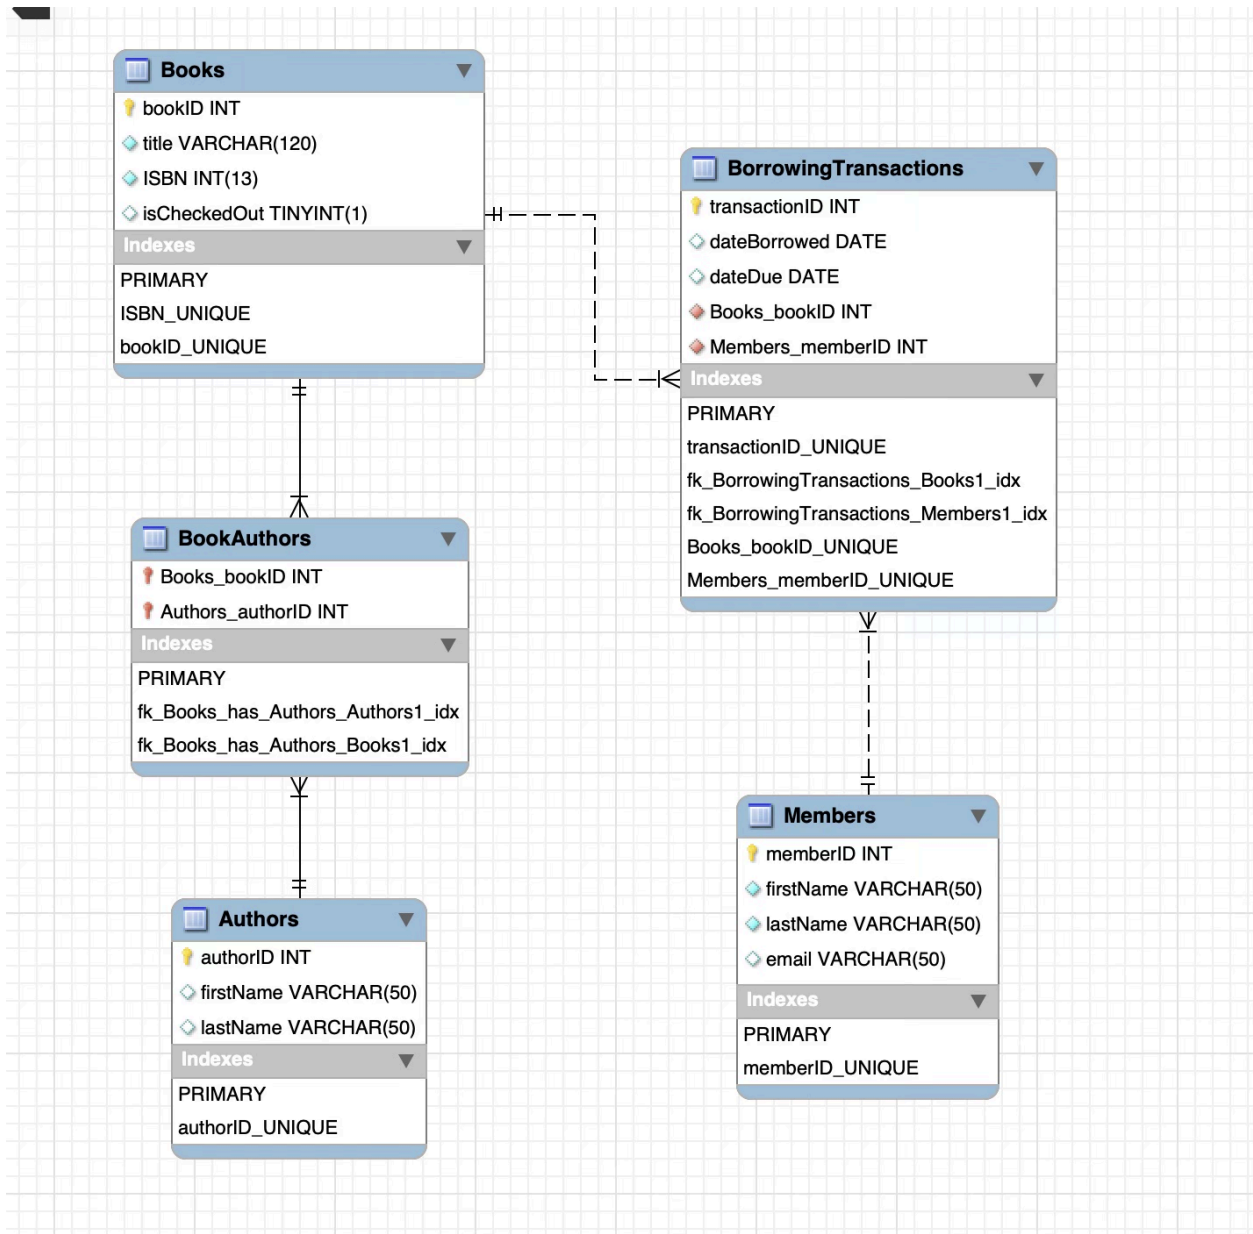 Books
bookID INT
title VARCHAR(120)
ISBN INT(13)
isCheckedOut TINYINT(1)
Indexes
PRIMARY
ISBN_UNIQUE
bookID_UNIQUE
BorrowingTransactions
transactionID INT
dateBorrowed DATE
dateDue DATE
Books_bookID INT
Members_memberID INT
Indexes
PRIMARY
transactionID_UNIQUE
fk_BorrowingTransactions_Books1_idx
fk_BorrowingTransactions_Members1_idx
Books_bookID_UNIQUE
Members_memberID_UNIQUE
BookAuthors
Books_bookID INT
Authors_authorID INT
Indexes
PRIMARY
fk_Books_has_Authors_Authors1_idx
fk_Books_has_Authors_Books1_idx
Members
memberID INT
firstName VARCHAR(50)
lastName VARCHAR(50)
email VARCHAR(50)
Indexes
PRIMARY
memberID_UNIQUE
Authors
authorID INT
firstName VARCHAR(50)
lastName VARCHAR(50)
Indexes
PRIMARY
authorID_UNIQUE